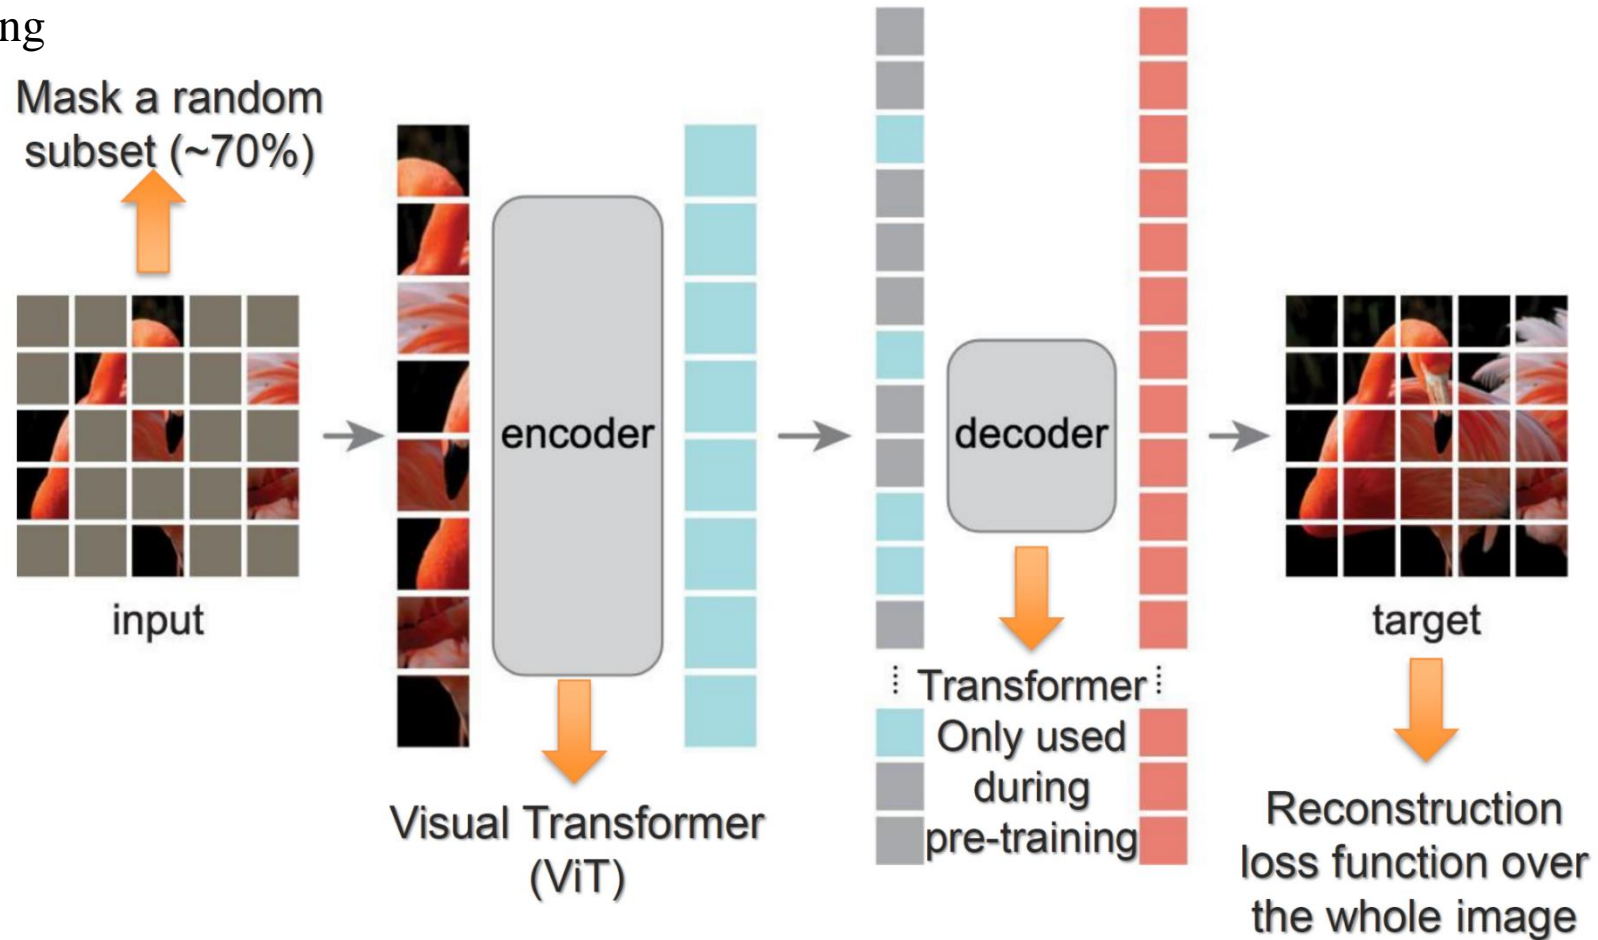 ng
Mask a random
subset (~70%)
input
encoder
Visual Transformer
(ViT)
decoder
Transformer
Only used
during
pre-training
target
Reconstruction
loss function over
the whole image